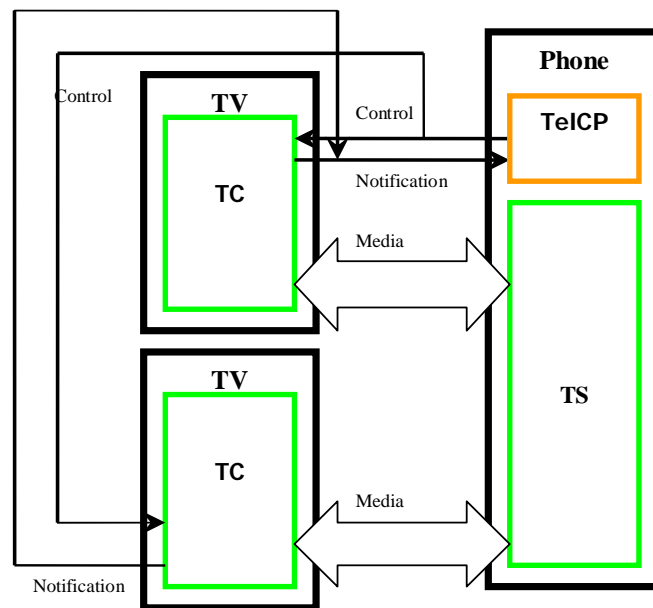 Phone
Control
TV
Control
TelCP
TC
Notification
Media
TV
TS
TC
Media
Notification